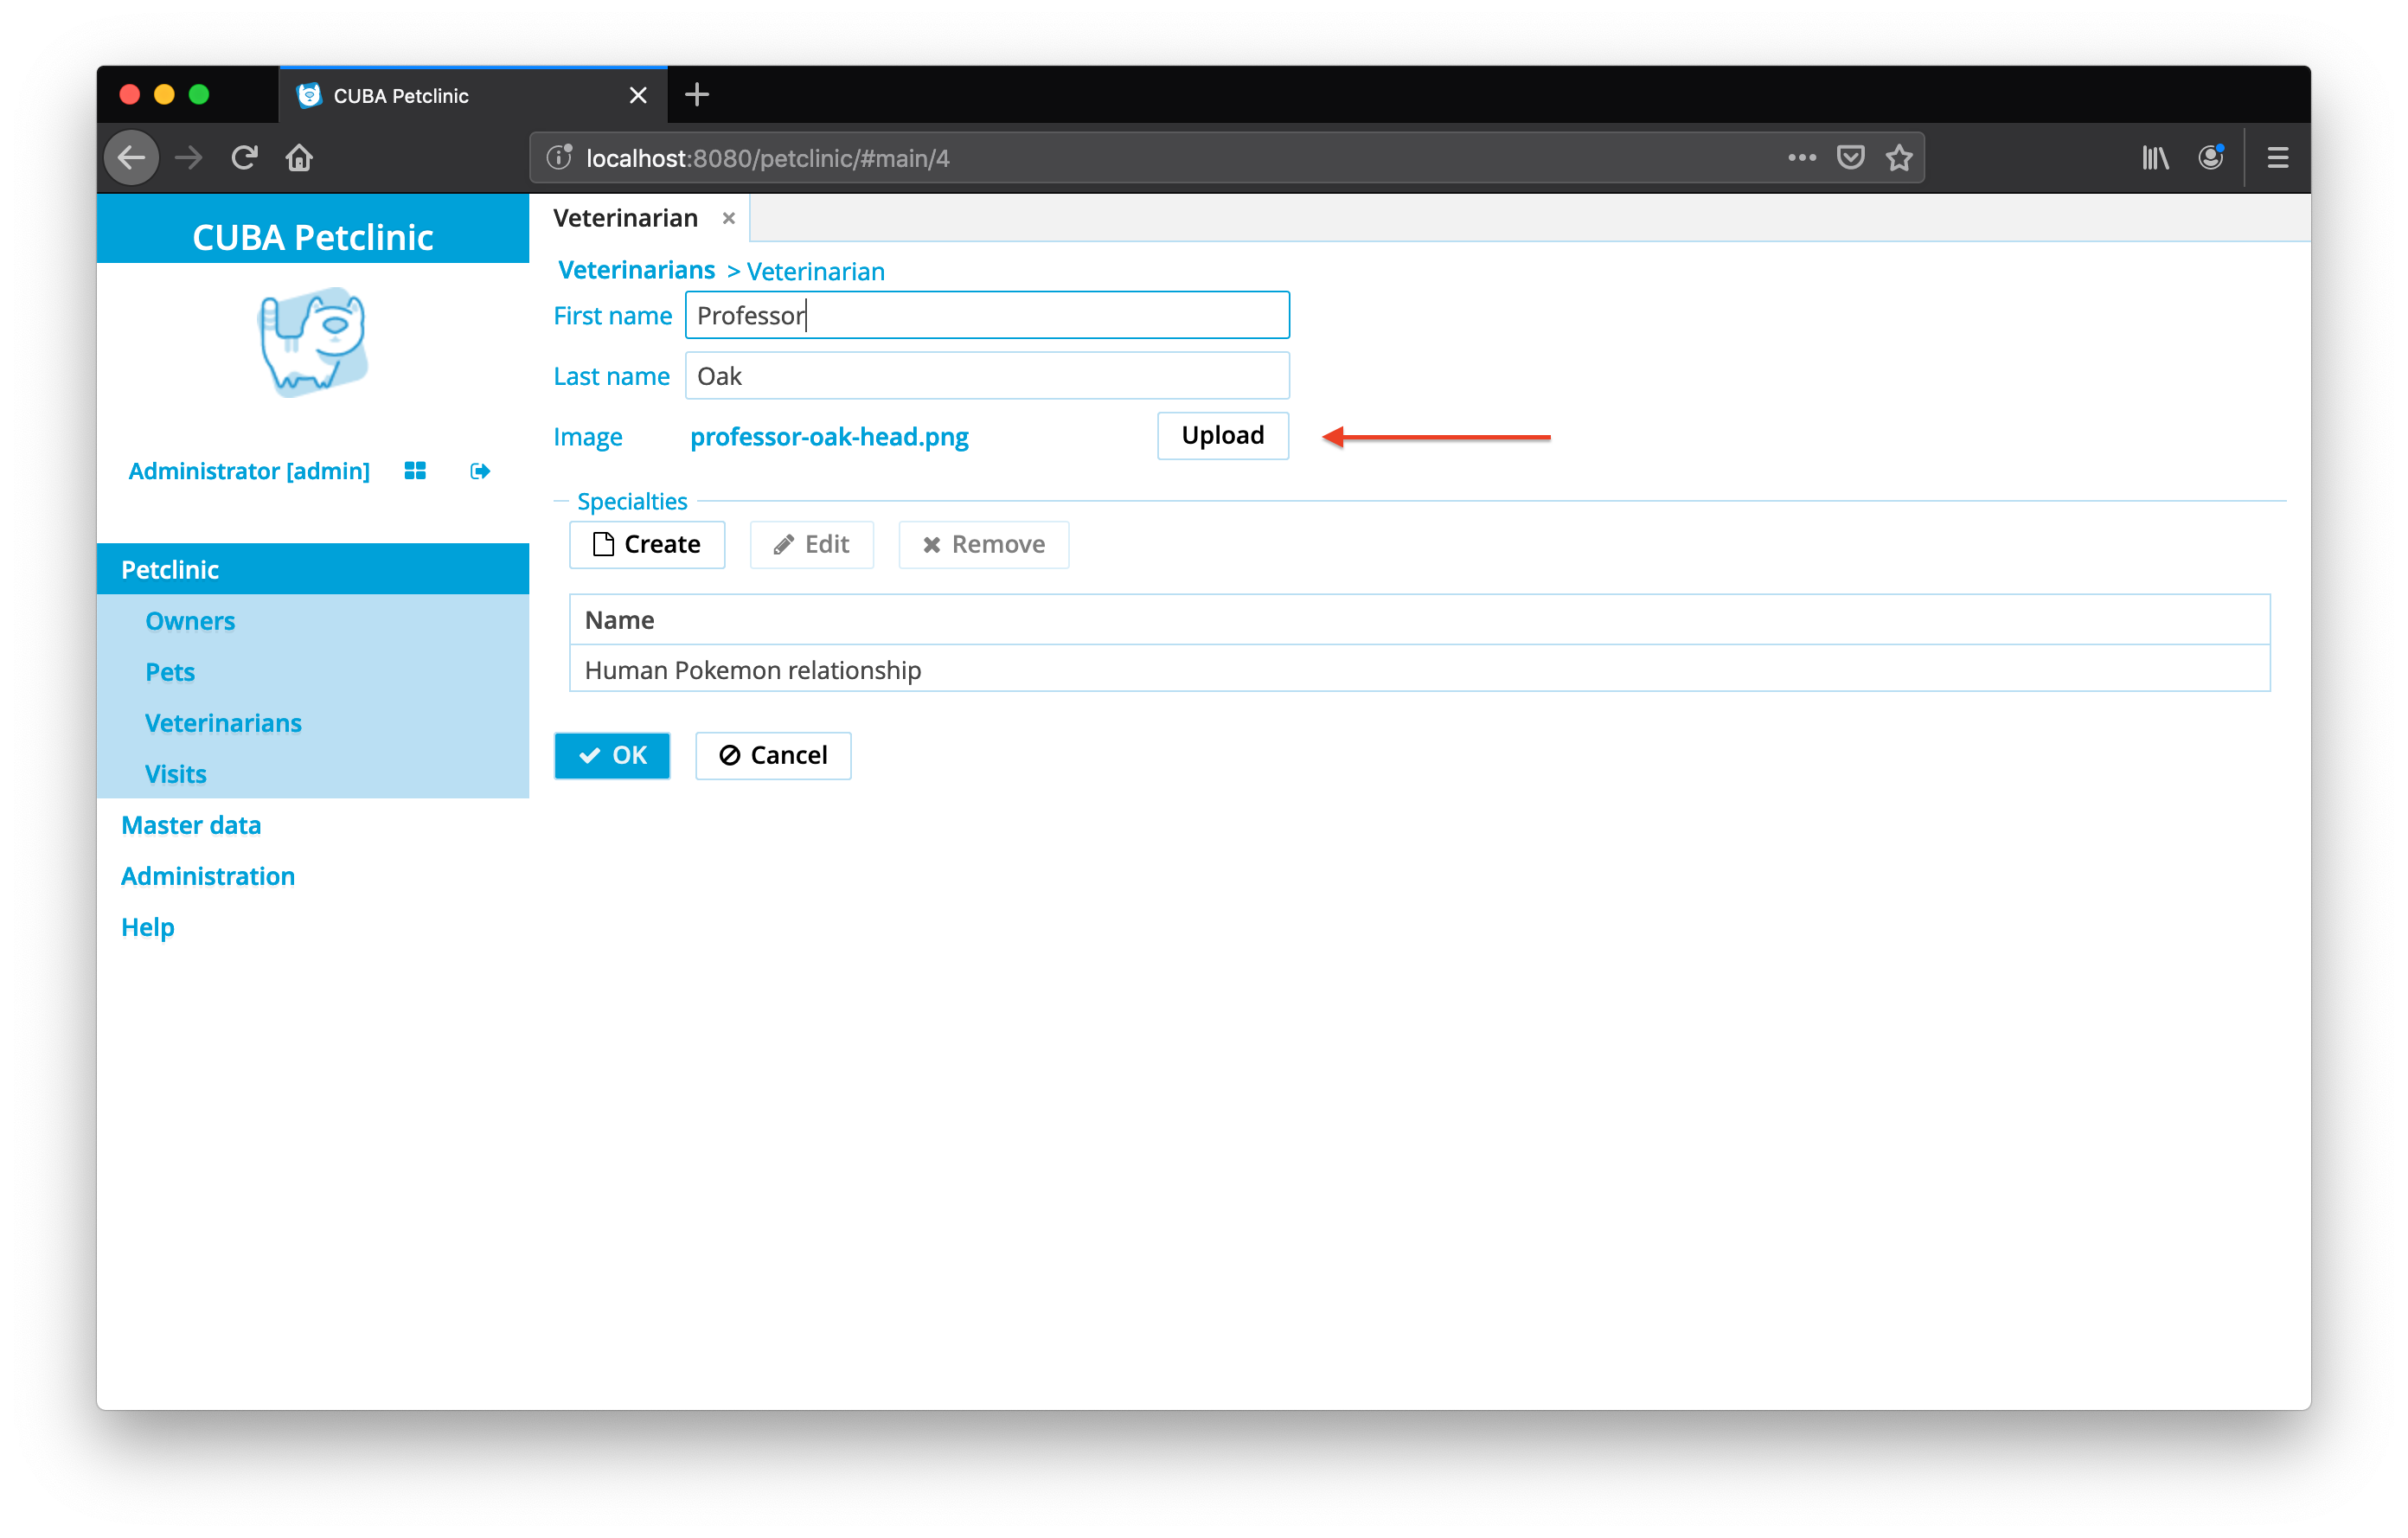 CUBA Petclinic
localhost:8080/petclinic/#main/4
CUBA Petclinic
Administrator [admin]
Petclinic
Owners
Pets
Veterinarians
Visits
Master data
Administration
Help
Veterinarian
Veterinarians > Veterinarian
First name Professor
Last name Oak
Image professor-oak-head.png Upload
Specialties
Create Edit Remove
Name
Human Pokemon relationship
OK Cancel